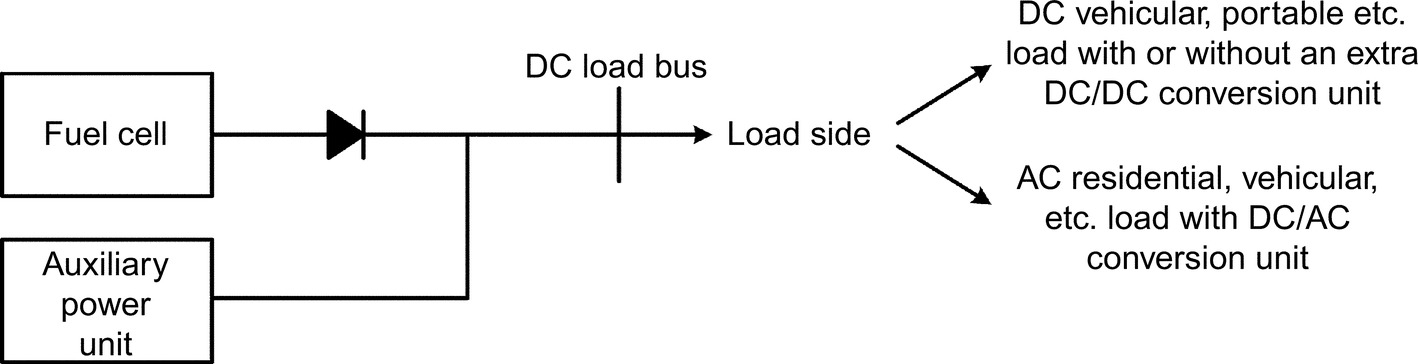 Fuel cell
Auxiliary
power
unit
DC load bus
Load side
DC vehicular, portable etc.
load with or without an extra
DC/DC conversion unit
AC residential, vehicular,
etc. load with DC/AC
conversion unit